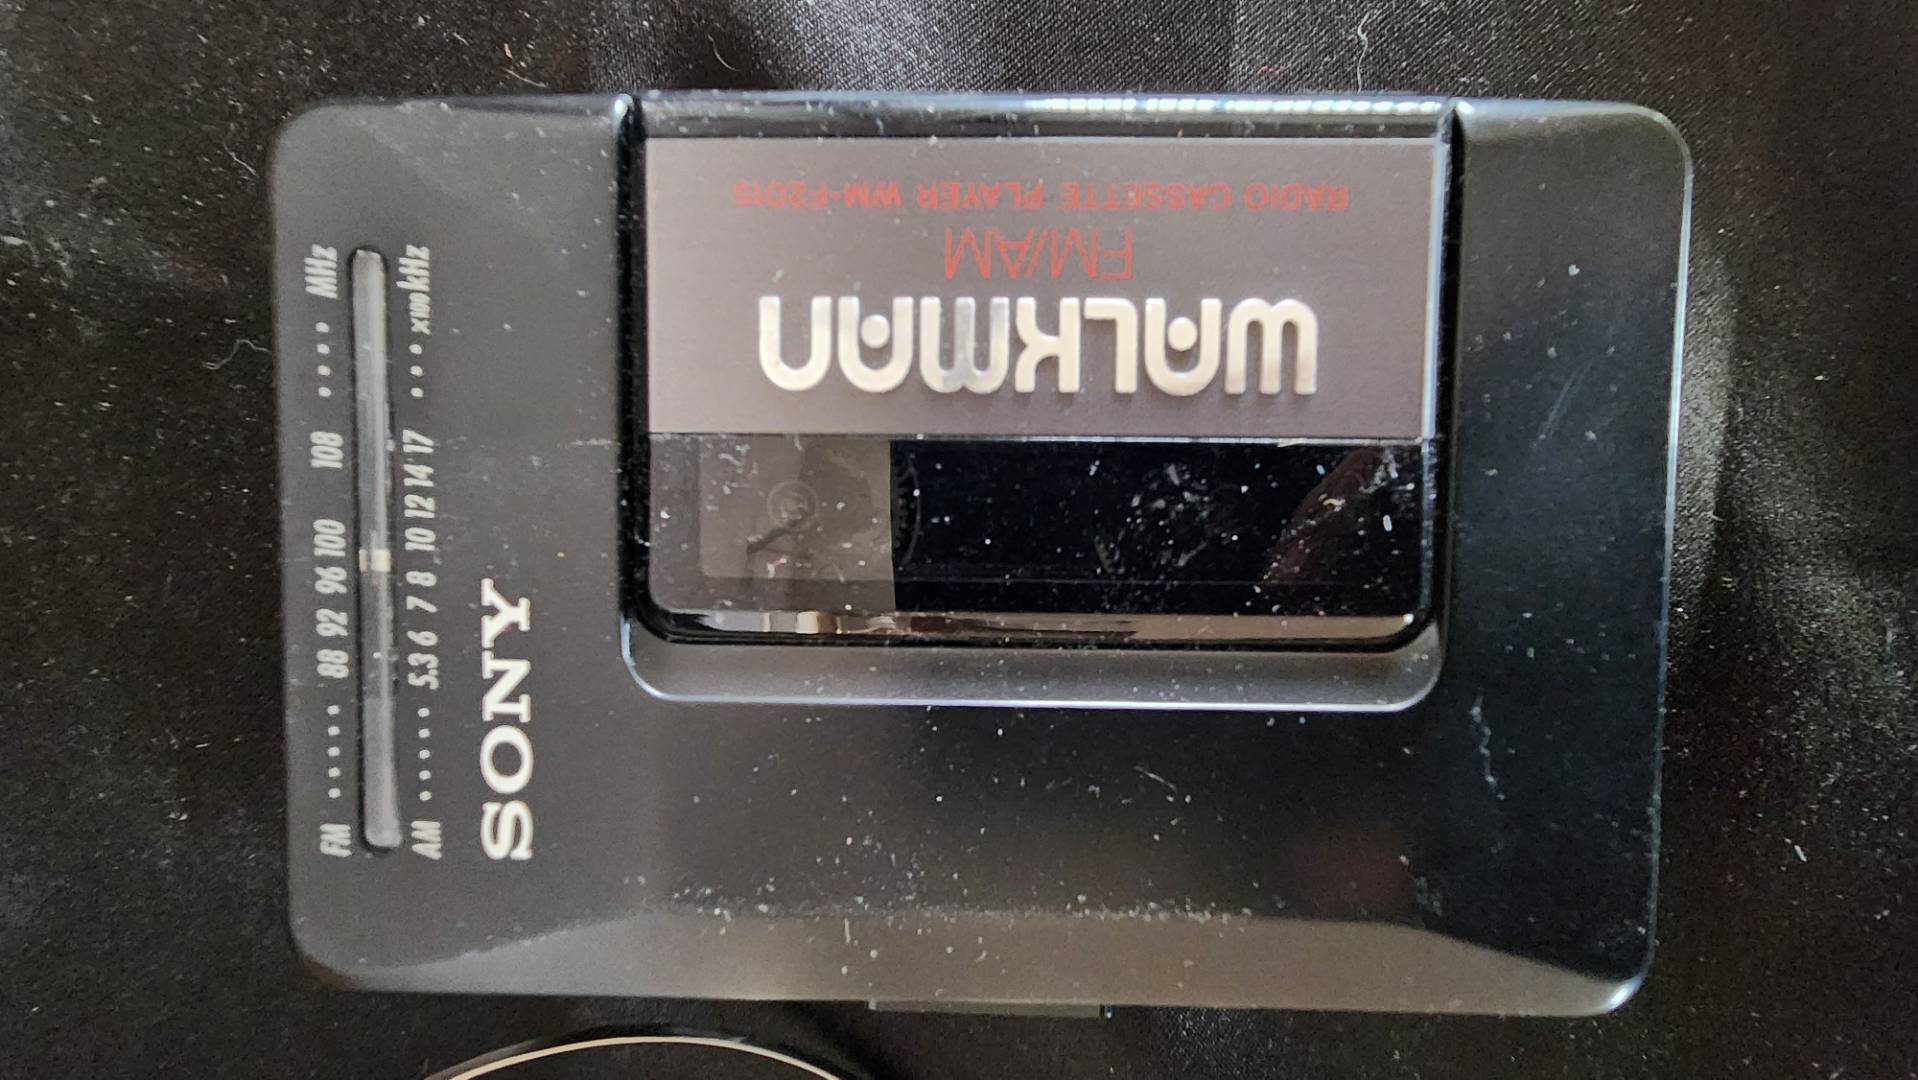 FM ······ 88 92 96 100 108 ···· MHz
AM ······ 5.3 6 7 8 10 12 14 17 ··· x100kHz
SONY
WALKMAN
FM/AM
RADIO CASSETTE PLAYER WM-F2015